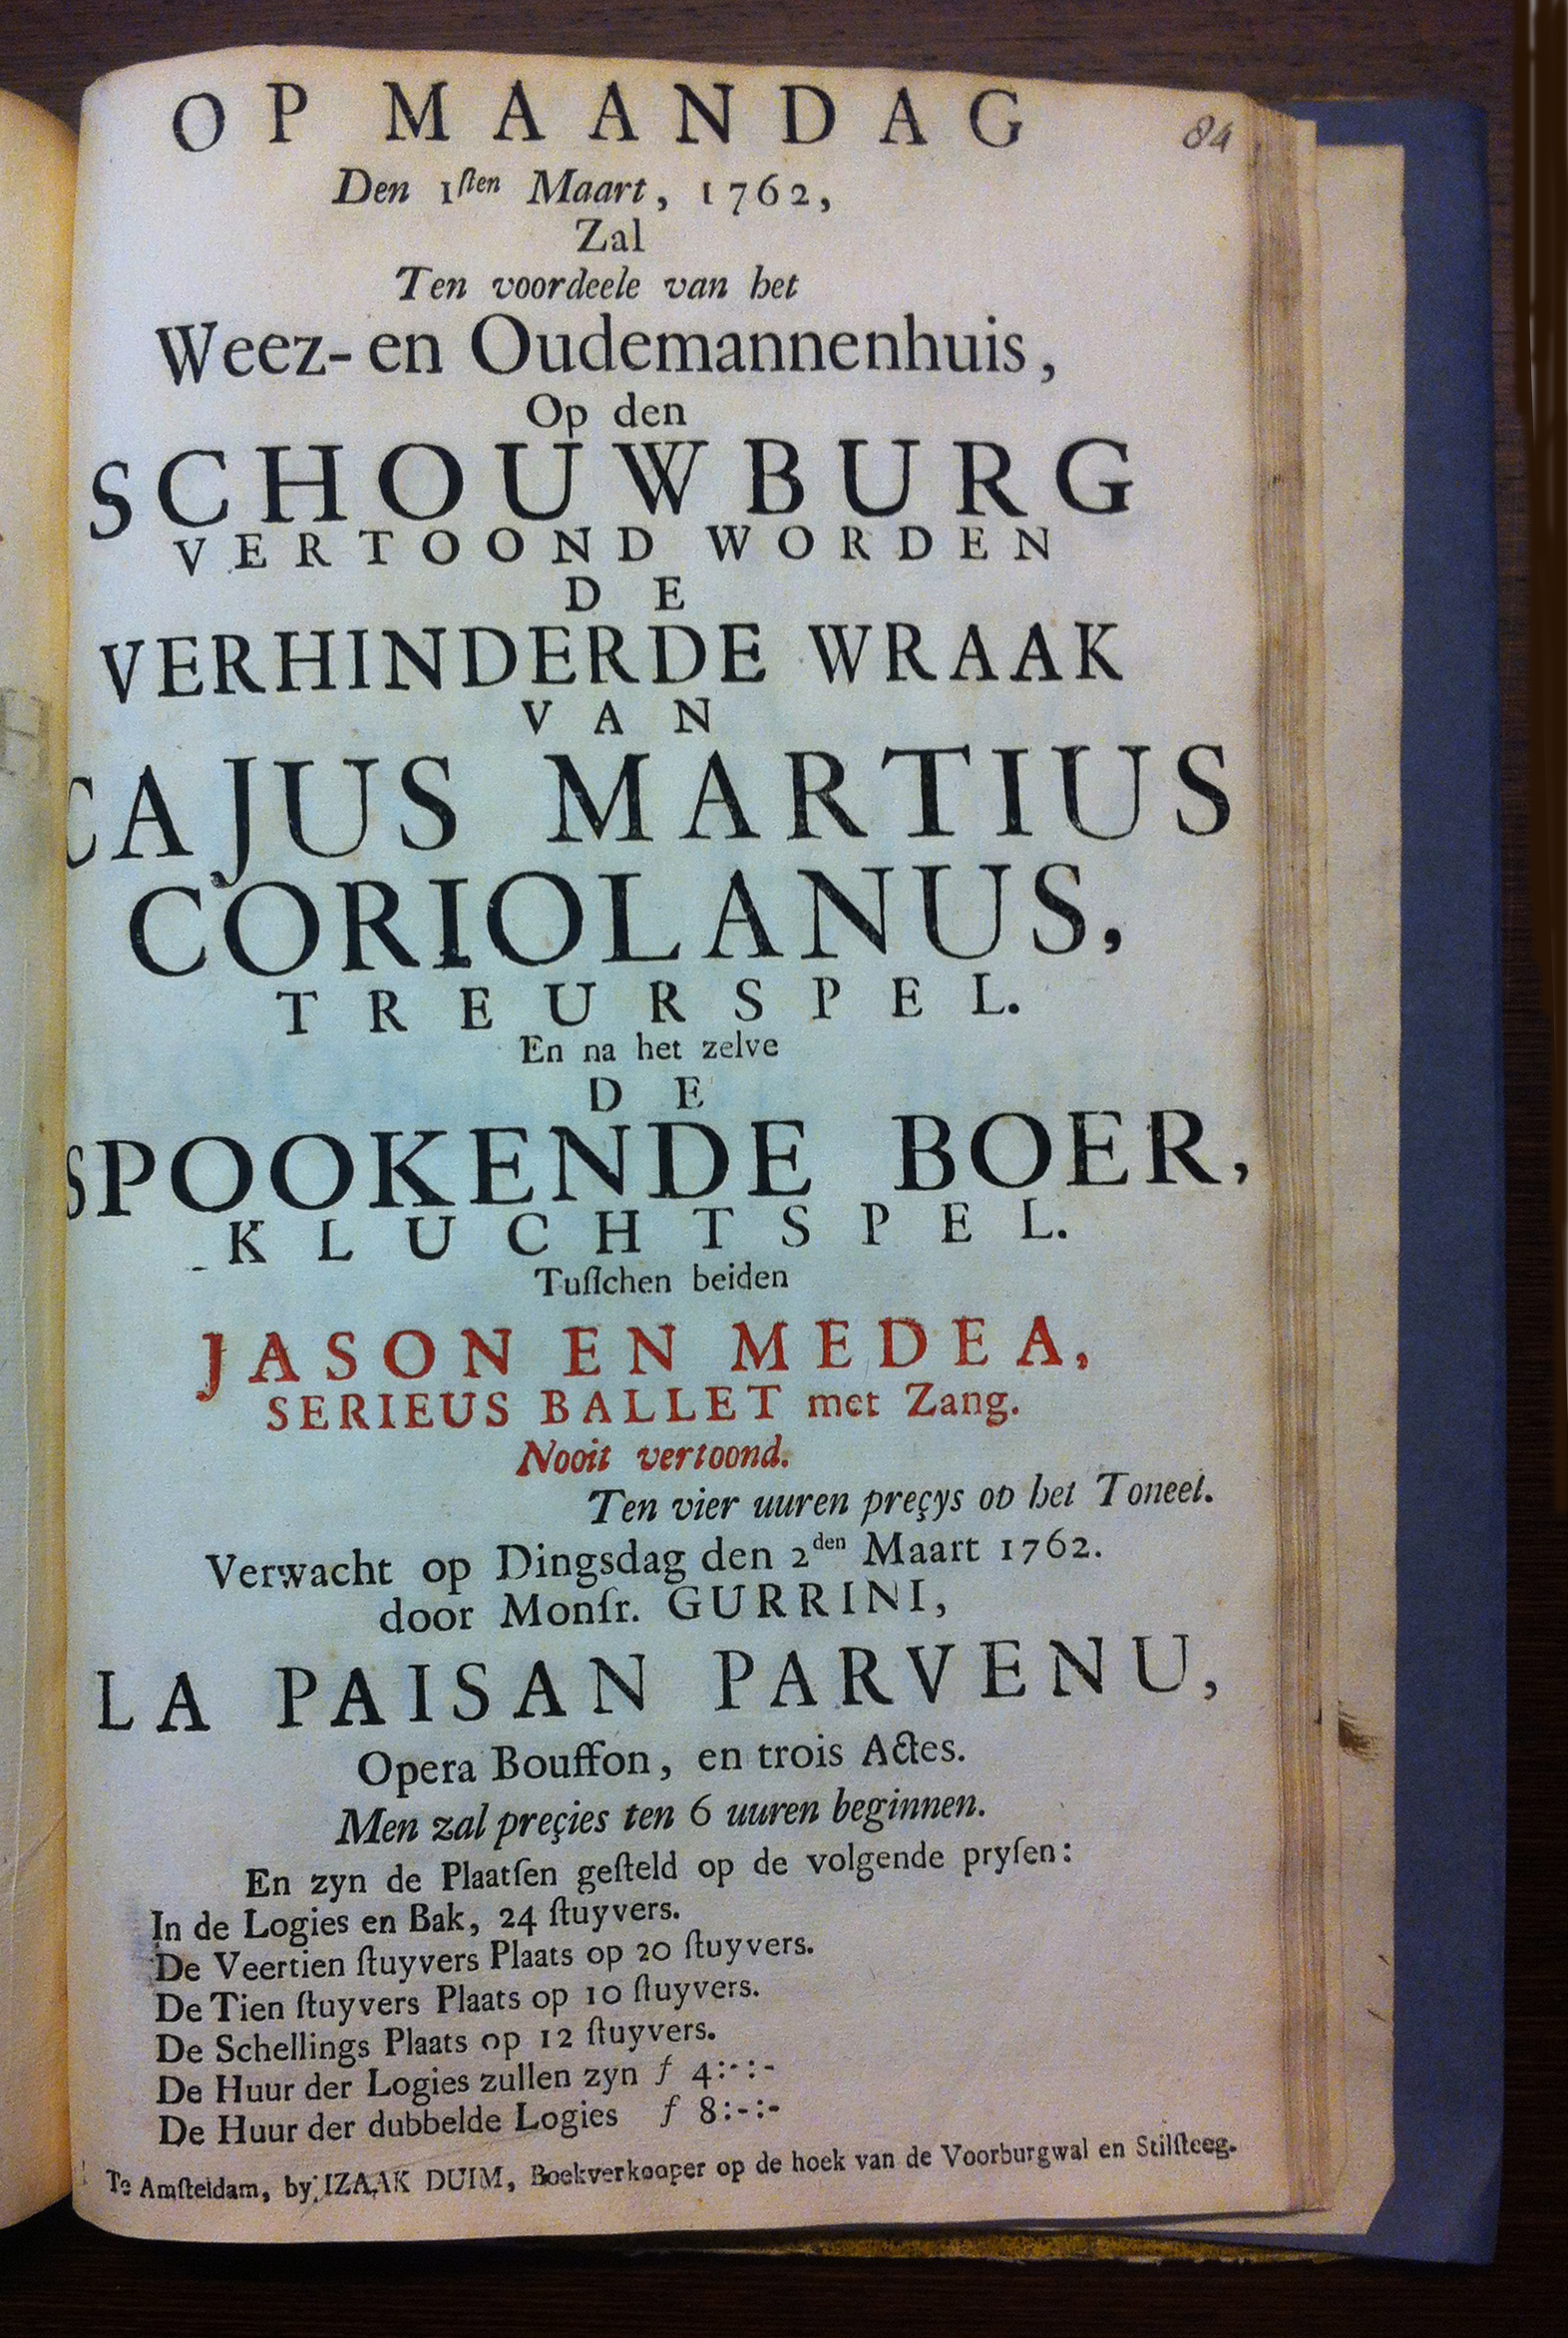 84
OP MAANDAG
Den 1ſten Maart, 1762,
Zal
Ten voordeele van het
Weez- en Oudemannenhuis,
Op den
SCHOUWBURG
VERTOOND WORDEN
DE
VERHINDERDE WRAAK
VAN
CAJUS MARTIUS
CORIOLANUS,
TREURSPEL.
En na het zelve
DE
SPOOKENDE BOER,
KLUCHTSPEL.
Tuſſchen beiden
JASON EN MEDEA,
SERIEUS BALLET met Zang.
Nooit vertoond.
Ten vier uuren preçys op het Toneel.
Verwacht op Dingsdag den 2den Maart 1762.
door Monſr. GURRINI,
LA PAISAN PARVENU,
Opera Bouffon, en trois Actes.
Men zal preçies ten 6 uuren beginnen.
En zyn de Plaatſen geſteld op de volgende pryſen:
In de Logies en Bak, 24 ſtuyvers.
De Veertien ſtuyvers Plaats op 20 ſtuyvers.
De Tien ſtuyvers Plaats op 10 ſtuyvers.
De Schellings Plaats op 12 ſtuyvers.
De Huur der Logies zullen zyn ƒ 4:-:-
De Huur der dubbelde Logies ƒ 8:-:-
Te Amſteldam, by IZAAK DUIM, Boekverkooper op de hoek van de Voorburgwal en Stilſteeg.